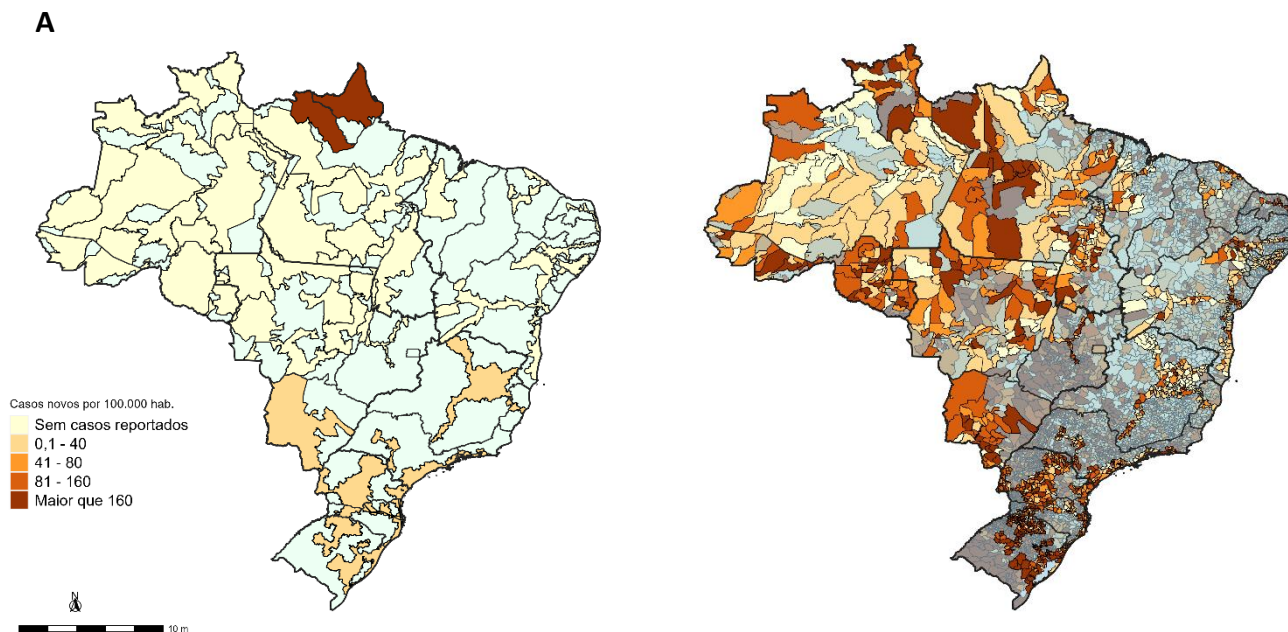 A
Casos novos por 100.000 hab.
Sem casos reportados
0,1 - 40
41 - 80
81 - 160
Maior que 160
N
10 m